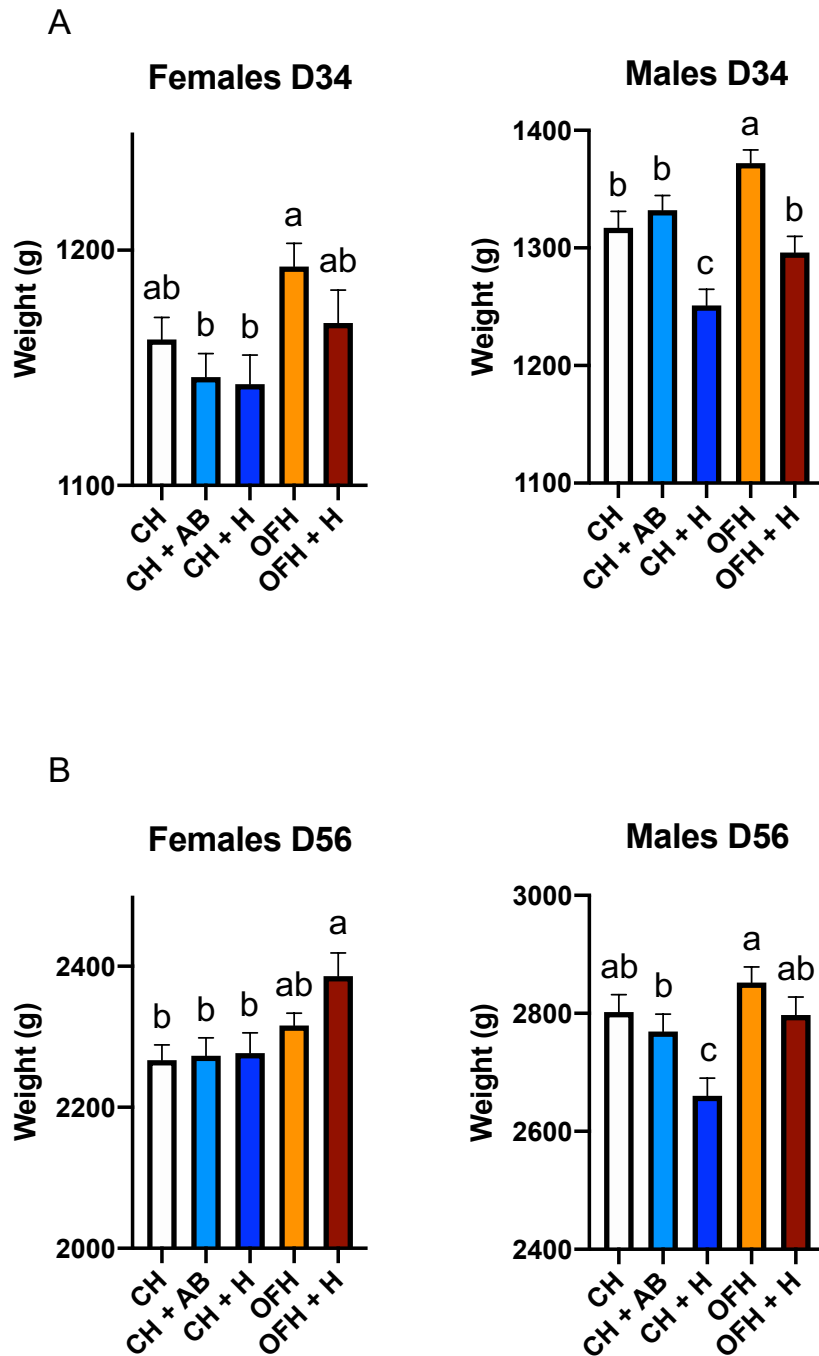 A
Females D34
Weight (g)
1200
1100
ab
b
b
a
ab
CH
CH + AB
CH + H
OFH
OFH + H
Males D34
Weight (g)
1400
1300
1200
1100
b
b
c
a
b
CH
CH + AB
CH + H
OFH
OFH + H
B
Females D56
Weight (g)
2400
2200
2000
b
b
b
ab
a
CH
CH + AB
CH + H
OFH
OFH + H
Males D56
Weight (g)
3000
2800
2600
2400
ab
b
c
a
ab
CH
CH + AB
CH + H
OFH
OFH + H